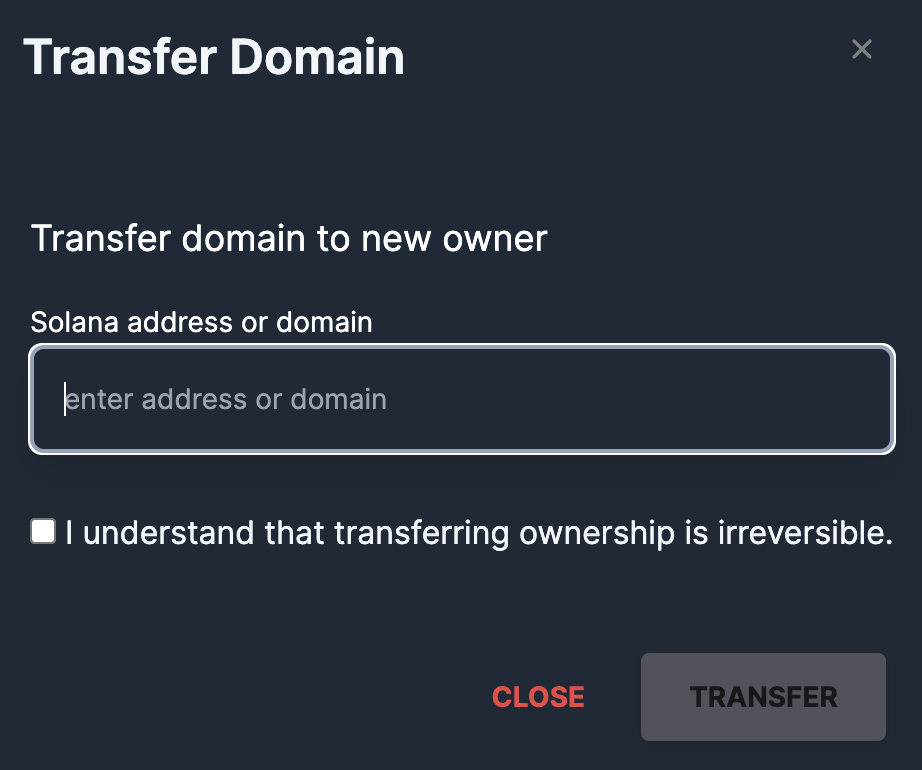 Transfer Domain
Transfer domain to new owner
Solana address or domain
enter address or domain
I understand that transferring ownership is irreversible.
CLOSE
TRANSFER